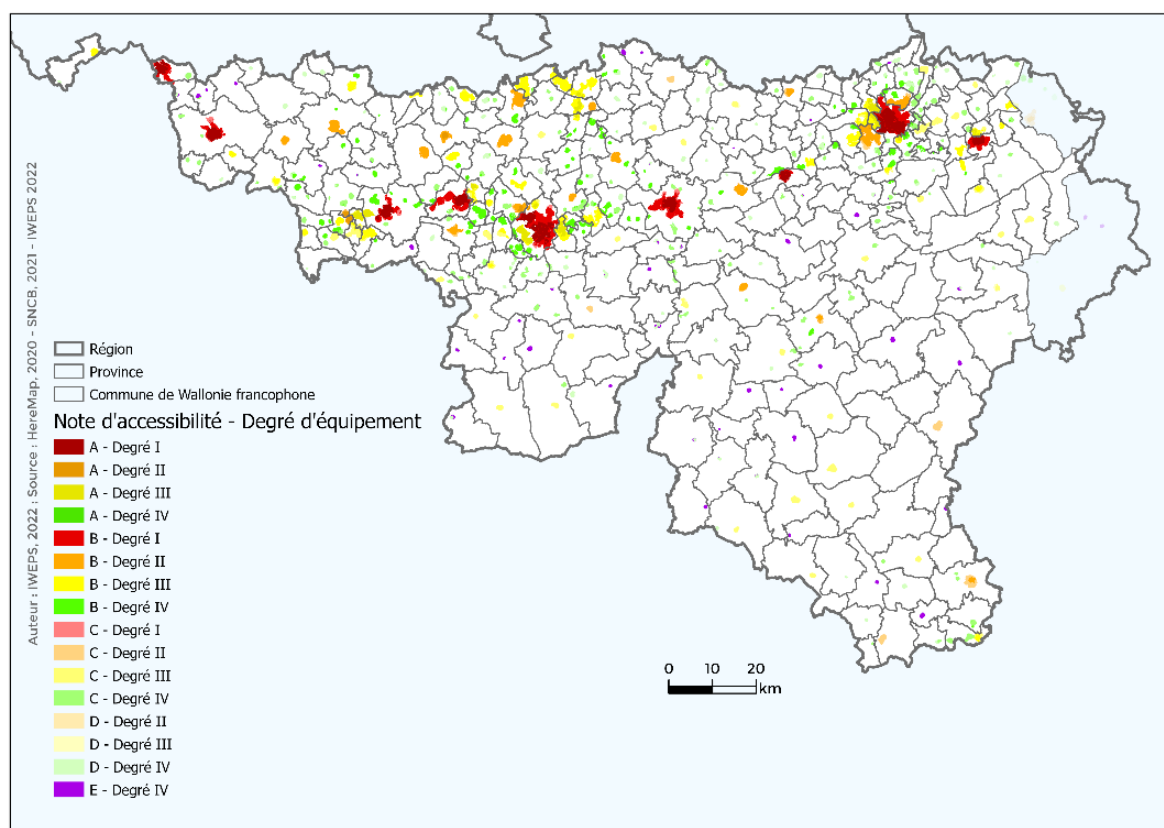 Auteur : IWEPS, 2022 ; Source : HereMap, 2020 - SNCB, 2021 - IWEPS 2022
Région
Province
Commune de Wallonie francophone
Note d'accessibilité - Degré d'équipement
A - Degré I
A - Degré II
A - Degré III
A - Degré IV
B - Degré I
B - Degré II
B - Degré III
B - Degré IV
C - Degré I
C - Degré II
C - Degré III
C - Degré IV
D - Degré II
D - Degré III
D - Degré IV
E - Degré IV
0 10 20
km